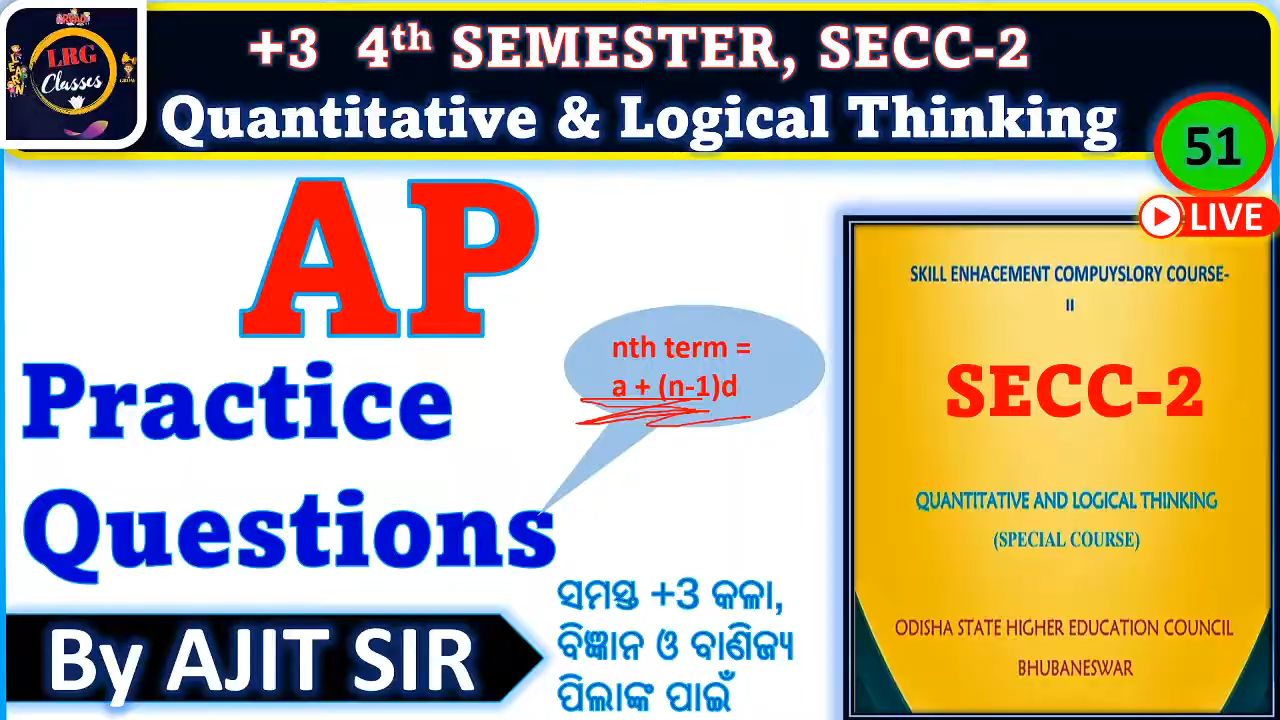 LRG
Classes
LEARN
GROW
+3 4th SEMESTER, SECC-2
Quantitative & Logical Thinking
51
LIVE
AP
Practice
Questions
nth term =
a + (n-1)d
By AJIT SIR
ସମସ୍ତ +3 କଳା,
ବିଜ୍ଞାନ ଓ ବାଣିଜ୍ୟ
ପିଲାଙ୍କ ପାଇଁ
SKILL ENHACEMENT COMPUYSLORY COURSE-
II
SECC-2
QUANTITATIVE AND LOGICAL THINKING
(SPECIAL COURSE)
ODISHA STATE HIGHER EDUCATION COUNCIL
BHUBANESWAR